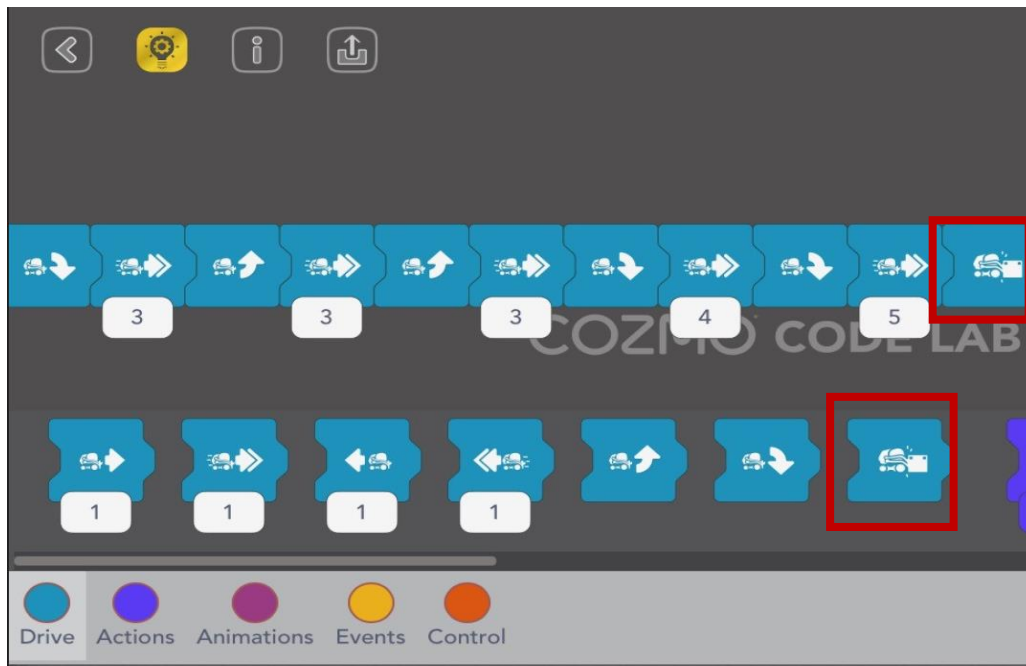 3 3 3 4 5
COZMO CODE LAB
1 1 1 1
Drive Actions Animations Events Control